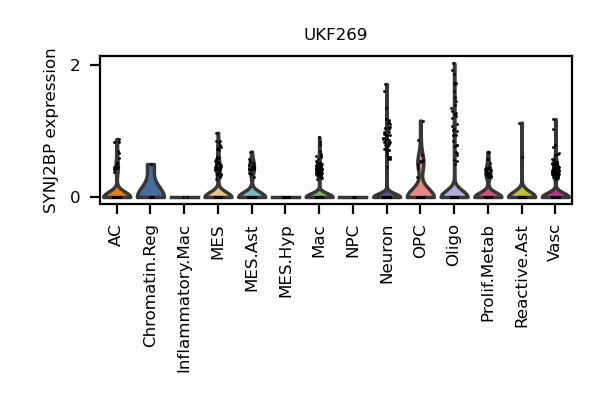 UKF269
SYNJ2BP expression
2
0
AC
Chromatin.Reg
Inflammatory.Mac
MES
MES.Ast
MES.Hyp
Mac
NPC
Neuron
OPC
Oligo
Prolif.Metab
Reactive.Ast
Vasc